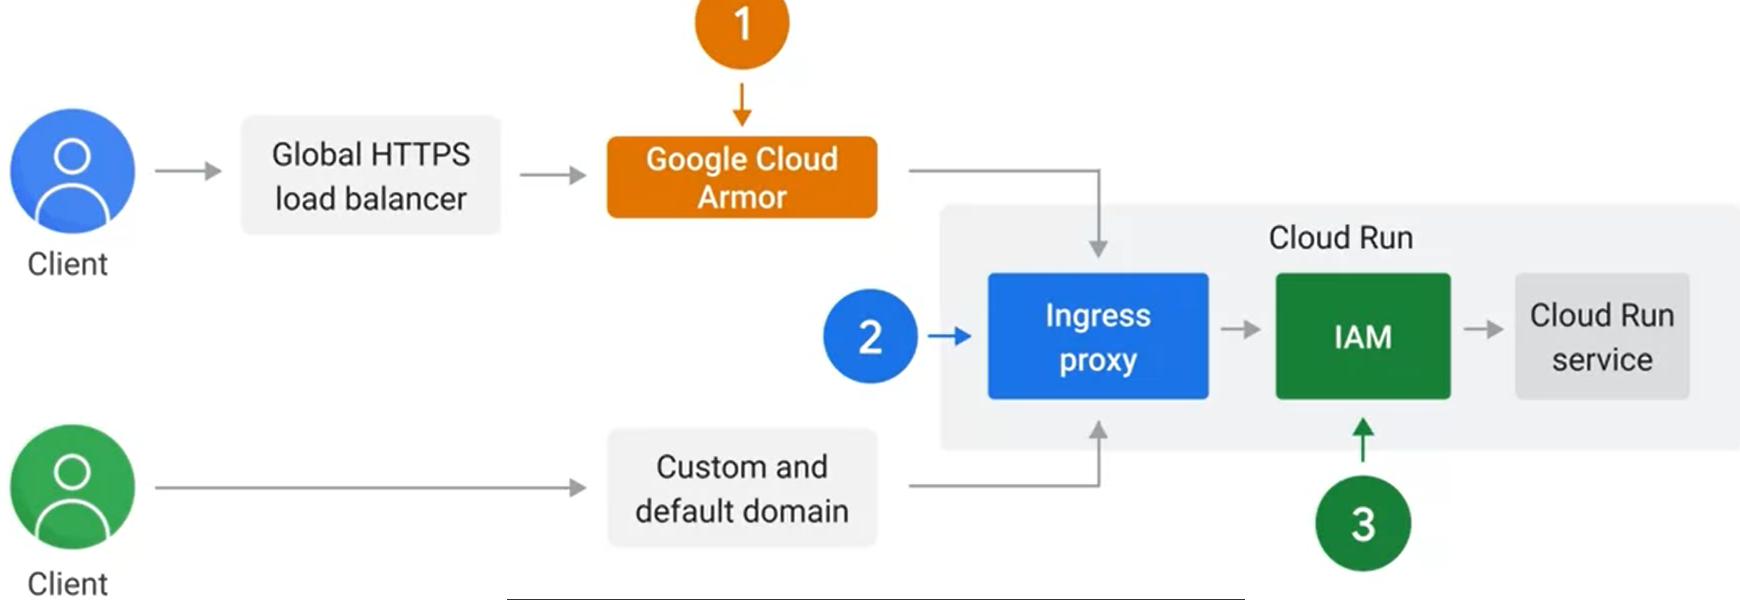 1
Client
Global HTTPS
load balancer
Google Cloud
Armor
Cloud Run
2
Ingress
proxy
IAM
Cloud Run
service
3
Client
Custom and
default domain